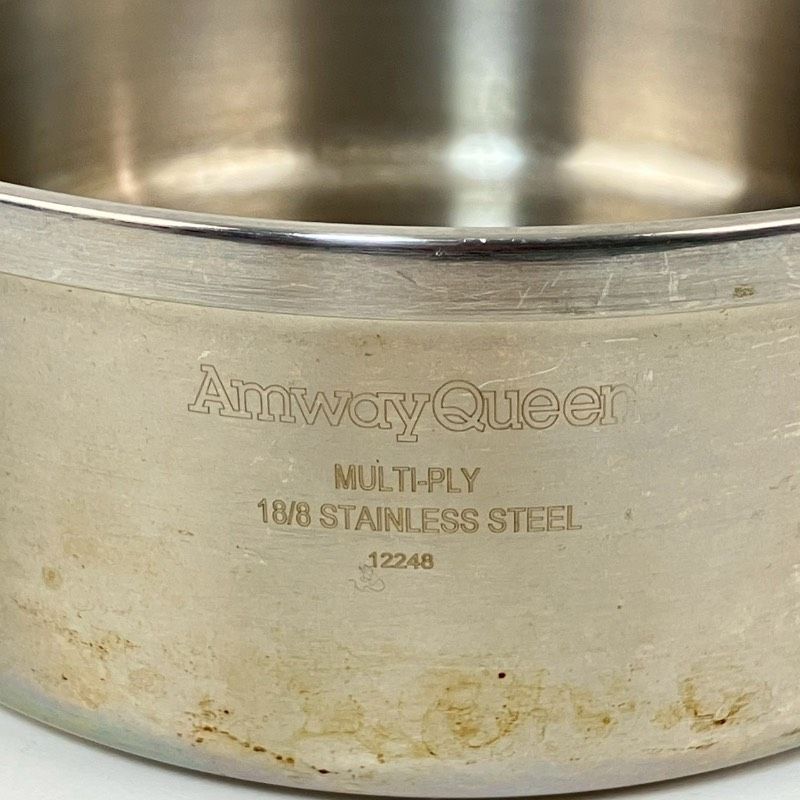 AmwayQueen
MULTI-PLY
18/8 STAINLESS STEEL
12248